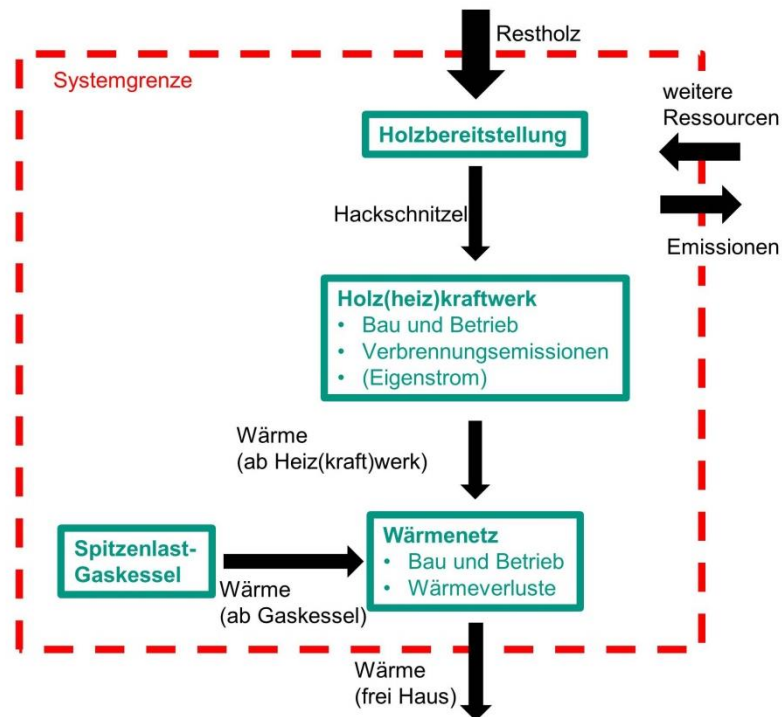 Restholz
Systemgrenze
weitere
Ressourcen
Holzbereitstellung
Hackschnitzel
Emissionen
Holz(heiz)kraftwerk
• Bau und Betrieb
• Verbrennungsemissionen
• (Eigenstrom)
Wärme
(ab Heiz(kraft)werk)
Spitzenlast-
Gaskessel
Wärme
(ab Gaskessel)
Wärmenetz
• Bau und Betrieb
• Wärmeverluste
Wärme
(frei Haus)